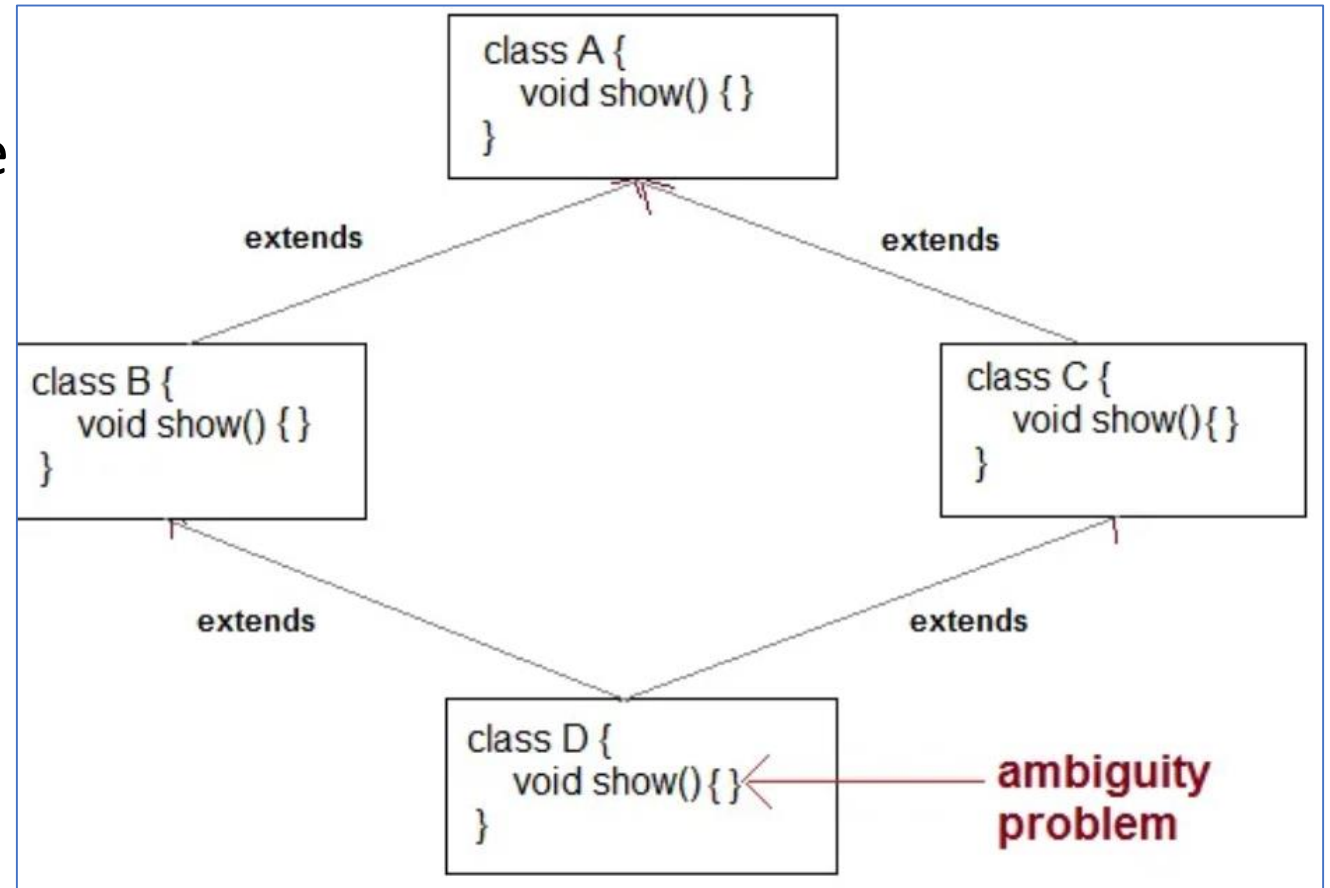 class A {
void show() { }
}
e
extends
extends
class B {
void show() { }
}
class C {
void show(){ }
}
extends
extends
class D {
void show(){ }
}
ambiguity
problem